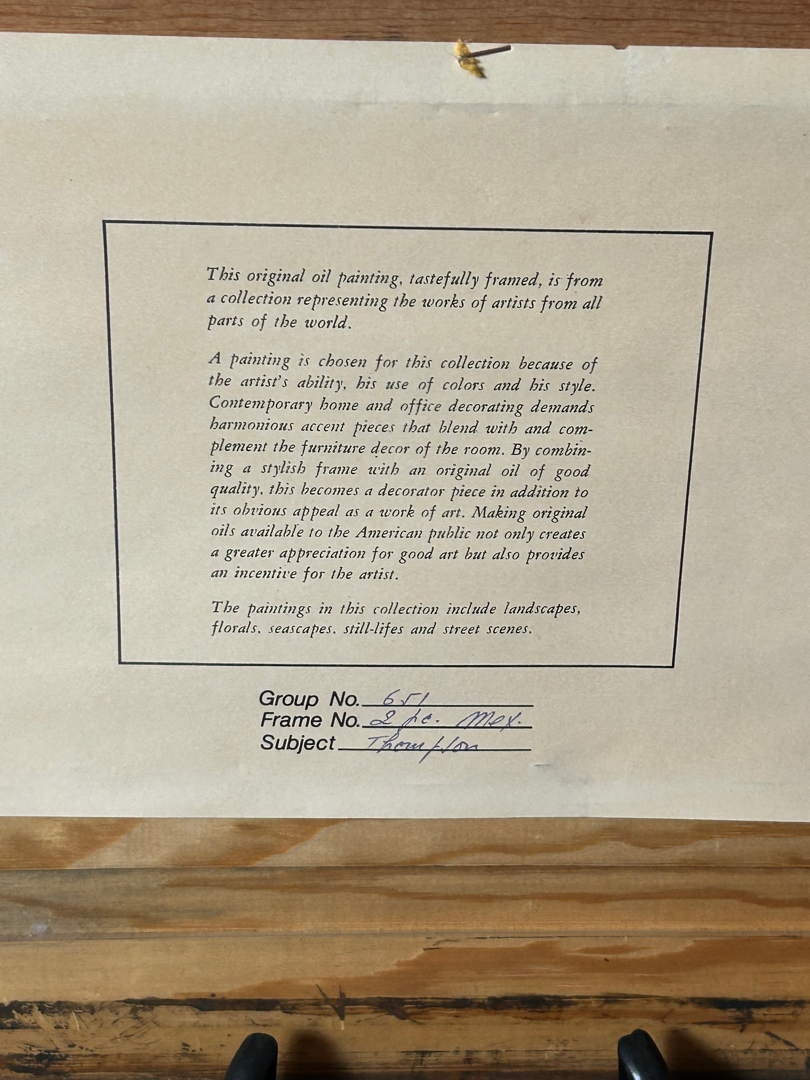 This original oil painting, tastefully framed, is from
a collection representing the works of artists from all
parts of the world.
A painting is chosen for this collection because of
the artist's ability, his use of colors and his style.
Contemporary home and office decorating demands
harmonious accent pieces that blend with and com-
plement the furniture decor of the room. By combin-
ing a stylish frame with an original oil of good
quality, this becomes a decorator piece in addition to
its obvious appeal as a work of art. Making original
oils available to the American public not only creates
a greater appreciation for good art but also provides
an incentive for the artist.
The paintings in this collection include landscapes,
florals, seascapes, still-lifes and street scenes.
Group No. 651
Frame No. 2 pc. Mex.
Subject Thompson